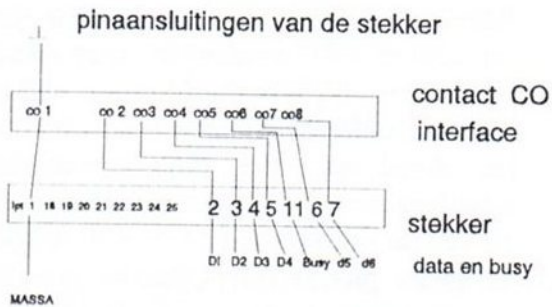 pinaansluitingen van de stekker
co 1 co 2 co3 co4 co5 co6 co7 co8
contact CO
interface
lpt 1 18 19 20 21 22 23 24 25 2 3 4 5 11 6 7
stekker
D1 D2 D3 D4 Busy d5 d6
data en busy
MASSA